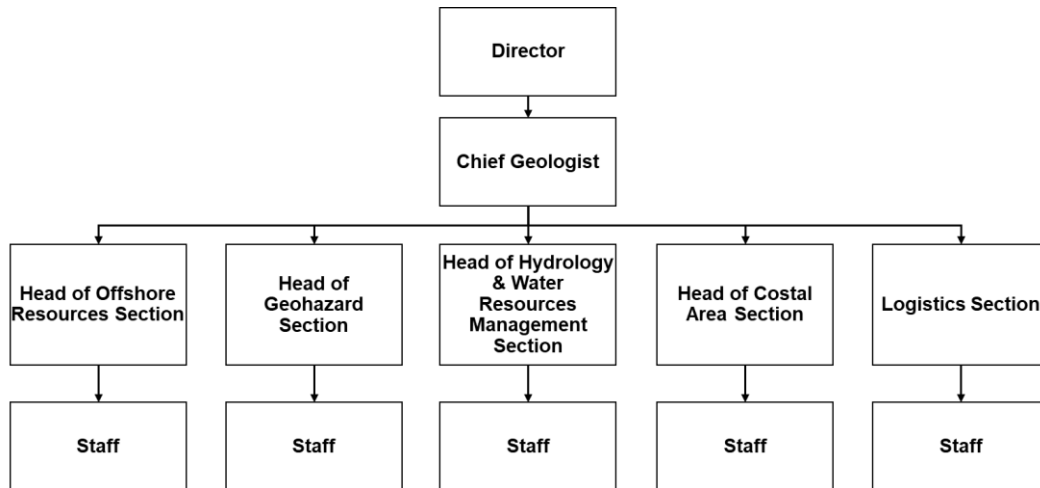 Director
Chief Geologist
Head of Offshore
Resources Section
Head of
Geohazard
Section
Head of Hydrology
& Water
Resources
Management
Section
Head of Costal
Area Section
Logistics Section
Staff
Staff
Staff
Staff
Staff